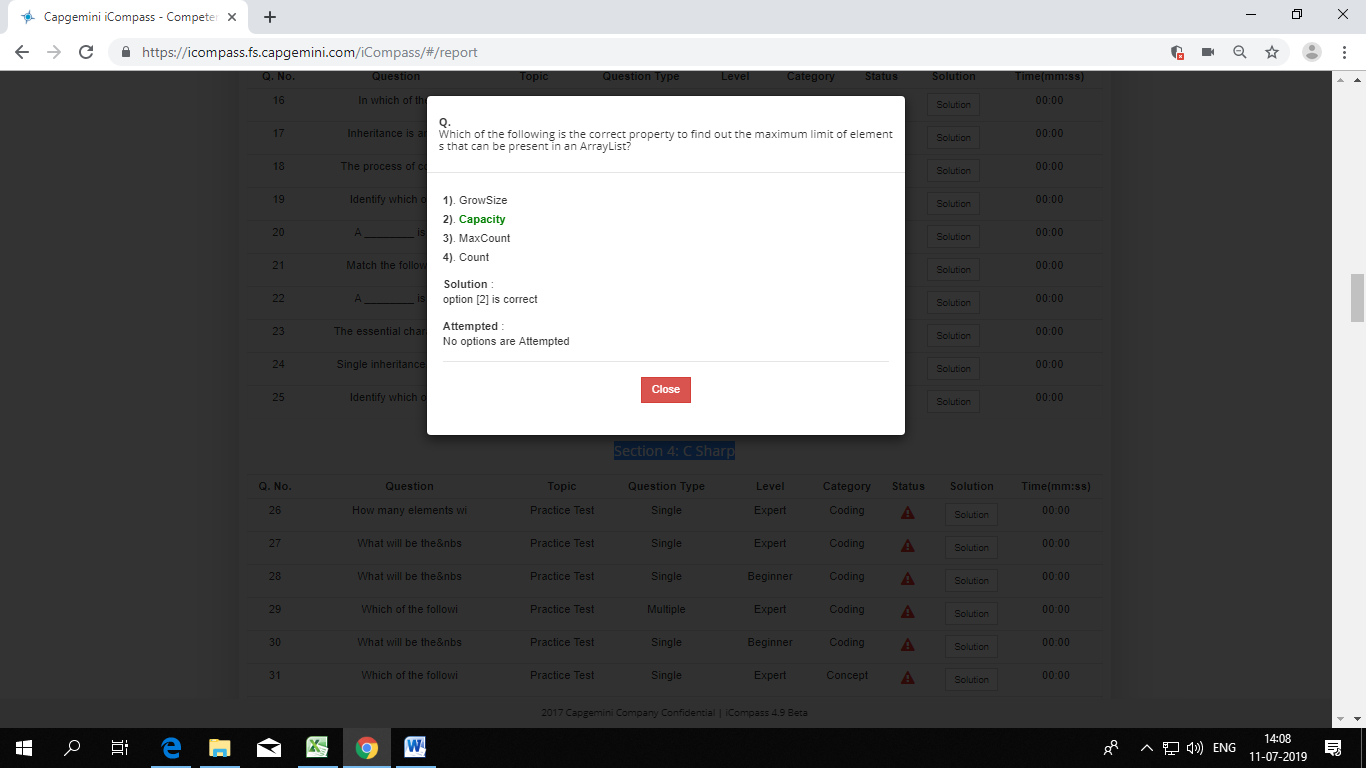 Capgemini iCompass - Competen
https://icompass.fs.capgemini.com/iCompass/#/report
Q. No. Question Topic Question Type Level Category Status Solution Time(mm:ss)
16 In which of th Solution 00:00
17 Inheritance is a Solution 00:00
18 The process of c Solution 00:00
19 Identify which o Solution 00:00
20 A ________ is Solution 00:00
21 Match the follow Solution 00:00
22 A ________ is Solution 00:00
23 The essential char Solution 00:00
24 Single inheritance Solution 00:00
25 Identify which o Solution 00:00
Q.
Which of the following is the correct property to find out the maximum limit of element
s that can be present in an ArrayList?
1). GrowSize
2). Capacity
3). MaxCount
4). Count
Solution :
option [2] is correct
Attempted :
No options are Attempted
Close
Section 4: C Sharp
Q. No. Question Topic Question Type Level Category Status Solution Time(mm:ss)
26 How many elements wi Practice Test Single Expert Coding Solution 00:00
27 What will be the&nbs Practice Test Single Expert Coding Solution 00:00
28 What will be the&nbs Practice Test Single Beginner Coding Solution 00:00
29 Which of the followi Practice Test Multiple Expert Coding Solution 00:00
30 What will be the&nbs Practice Test Single Beginner Coding Solution 00:00
31 Which of the followi Practice Test Single Expert Concept Solution 00:00
2017 Capgemini Company Confidential | iCompass 4.9 Beta
ENG
14:08
11-07-2019